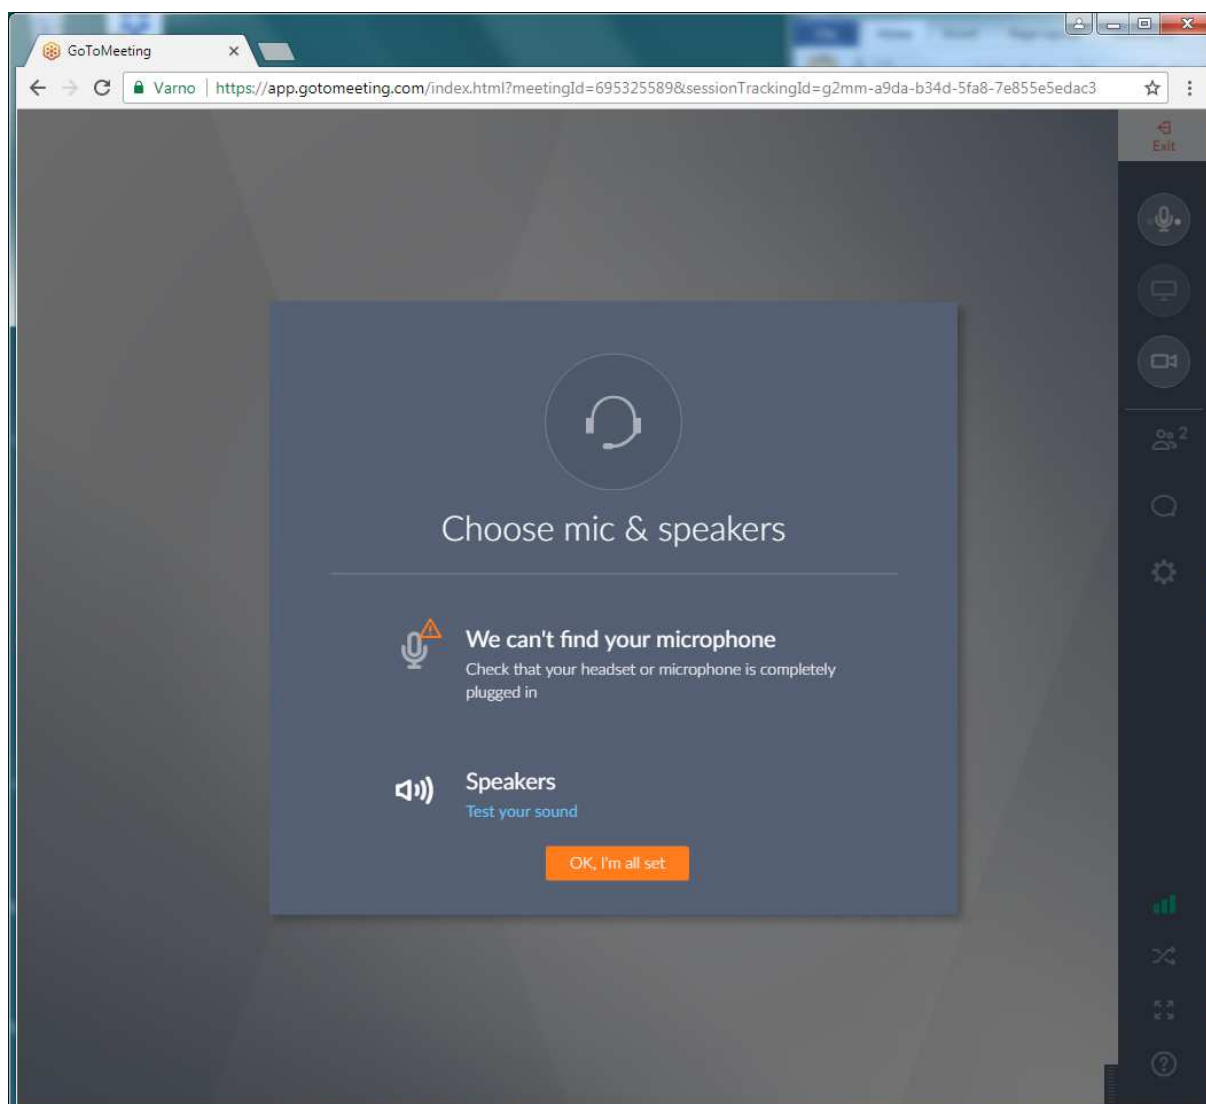 GoToMeeting
Varno
https://app.gotomeeting.com/index.html?meetingId=695325589&sessionTrackingId=g2mm-a9da-b34d-5fa8-7e855e5edac3
Exit
2
Choose mic & speakers
We can't find your microphone
Check that your headset or microphone is completely
plugged in
Speakers
Test your sound
OK, I'm all set